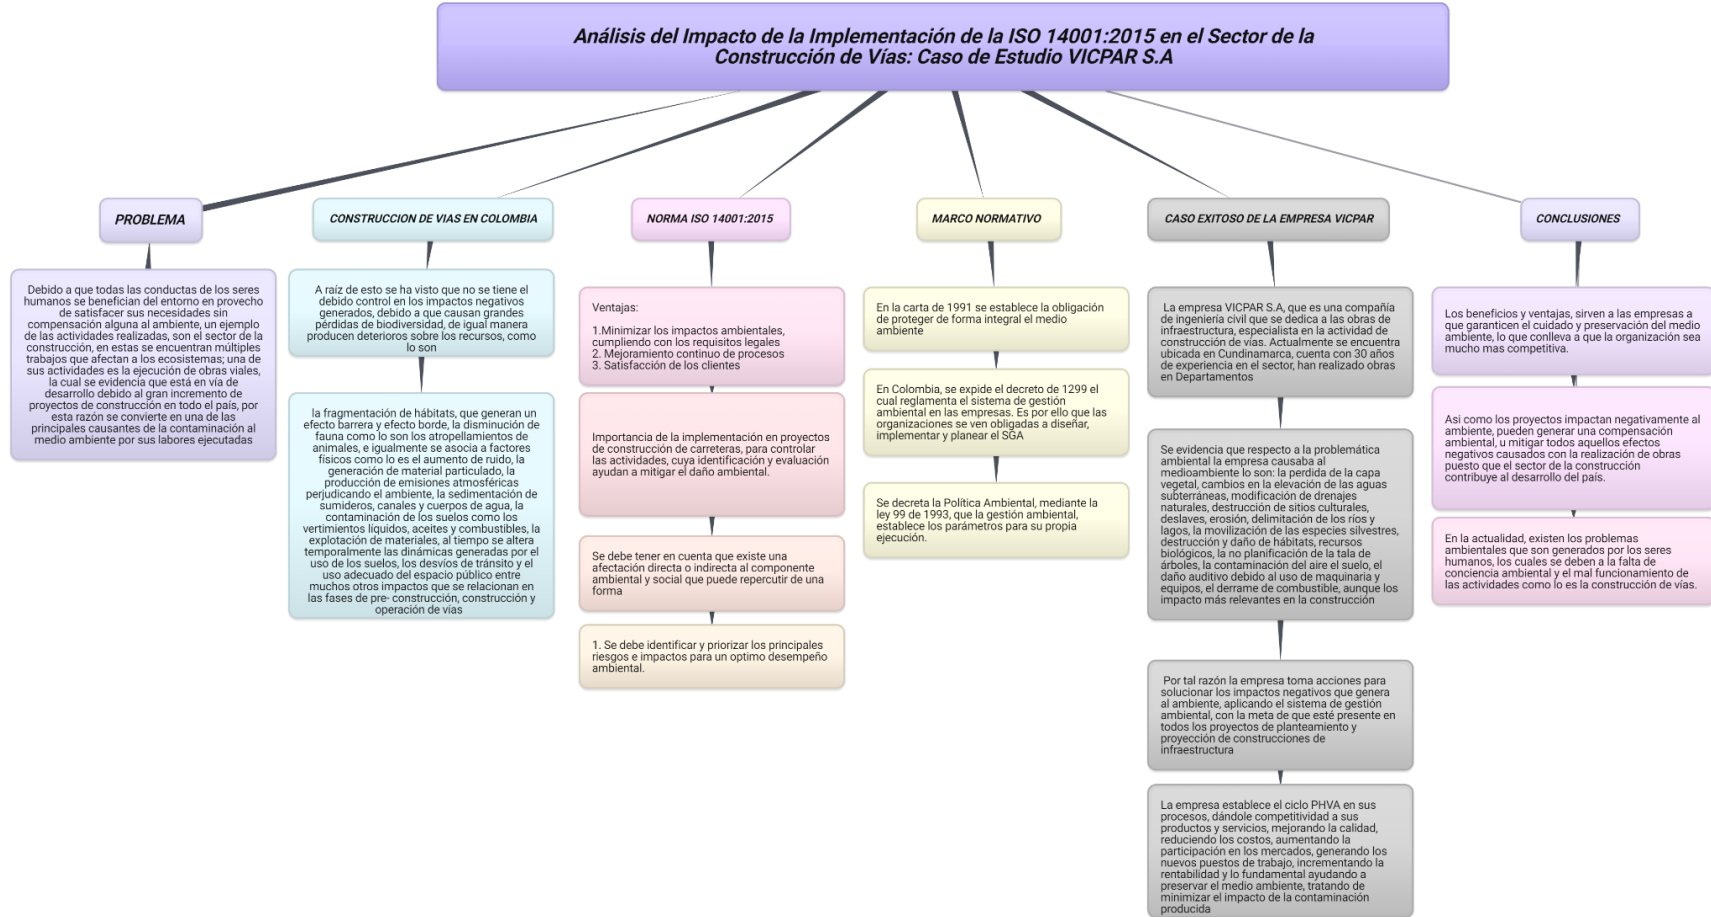 Análisis del Impacto de la Implementación de la ISO 14001:2015 en el Sector de la
Construcción de Vías: Caso de Estudio VICPAR S.A
PROBLEMA
Debido a que todas las conductas de los seres
humanos se benefician del entorno en provecho
de satisfacer sus necesidades sin
compensación alguna al ambiente, un ejemplo
de las actividades realizadas, son el sector de la
construcción, en estas se encuentran múltiples
trabajos que afectan a los ecosistemas; una de
sus actividades es la ejecución de obras viales,
la cual se evidencia que está en vía de
desarrollo debido al gran incremento de
proyectos de construcción en todo el país, por
esta razón se convierte en una de las
principales causantes de la contaminación al
medio ambiente por sus labores ejecutadas
CONSTRUCCION DE VIAS EN COLOMBIA
A raíz de esto se ha visto que no se tiene el
debido control en los impactos negativos
generados, debido a que causan grandes
pérdidas de biodiversidad, de igual manera
producen deterioros sobre los recursos, como
lo son
la fragmentación de hábitats, que generan un
efecto barrera y efecto borde, la disminución de
fauna como lo son los atropellamientos de
animales, e igualmente se asocia a factores
físicos como lo es el aumento de ruido, la
generación de material particulado, la
producción de emisiones atmosféricas
perjudicando el ambiente, la sedimentación de
sumideros, canales y cuerpos de agua, la
contaminación de los suelos como los
vertimientos líquidos, aceites y combustibles, la
explotación de materiales, al tiempo se altera
temporalmente las dinámicas generadas por el
uso de los suelos, los desvíos de tránsito y el
uso adecuado del espacio público entre
muchos otros impactos que se relacionan en
las fases de pre- construcción, construcción y
operación de vías
NORMA ISO 14001:2015
Ventajas:
1.Minimizar los impactos ambientales,
cumpliendo con los requisitos legales
2. Mejoramiento continuo de procesos
3. Satisfacción de los clientes
Importancia de la implementación en proyectos
de construcción de carreteras, para controlar
las actividades, cuya identificación y evaluación
ayudan a mitigar el daño ambiental.
Se debe tener en cuenta que existe una
afectación directa o indirecta al componente
ambiental y social que puede repercutir de una
forma
1. Se debe identificar y priorizar los principales
riesgos e impactos para un optimo desempeño
ambiental.
MARCO NORMATIVO
En la carta de 1991 se establece la obligación
de proteger de forma integral el medio
ambiente
En Colombia, se expide el decreto de 1299 el
cual reglamenta el sistema de gestión
ambiental en las empresas. Es por ello que las
organizaciones se ven obligadas a diseñar,
implementar y planear el SGA
Se decreta la Política Ambiental, mediante la
ley 99 de 1993, que la gestión ambiental,
establece los parámetros para su propia
ejecución.
CASO EXITOSO DE LA EMPRESA VICPAR
La empresa VICPAR S.A, que es una compañía
de ingeniería civil que se dedica a las obras de
infraestructura, especialista en la actividad de
construcción de vías. Actualmente se encuentra
ubicada en Cundinamarca, cuenta con 30 años
de experiencia en el sector, han realizado obras
en Departamentos
Se evidencia que respecto a la problemática
ambiental la empresa causaba al
medioambiente lo son: la perdida de la capa
vegetal, cambios en la elevación de las aguas
subterráneas, modificación de drenajes
naturales, destrucción de sitios culturales,
deslaves, erosión, delimitación de los ríos y
lagos, la movilización de las especies silvestres,
destrucción y daño de hábitats, recursos
biológicos, la no planificación de la tala de
árboles, la contaminación del aire el suelo, el
daño auditivo debido al uso de maquinaria y
equipos, el derrame de combustible, aunque los
impacto más relevantes en la construcción
Por tal razón la empresa toma acciones para
solucionar los impactos negativos que genera
al ambiente, aplicando el sistema de gestión
ambiental, con la meta de que esté presente en
todos los proyectos de planteamiento y
proyección de construcciones de
infraestructura
La empresa establece el ciclo PHVA en sus
procesos, dándole competitividad a sus
productos y servicios, mejorando la calidad,
reduciendo los costos, aumentando la
participación en los mercados, generando los
nuevos puestos de trabajo, incrementando la
rentabilidad y lo fundamental ayudando a
preservar el medio ambiente, tratando de
minimizar el impacto de la contaminación
producida
CONCLUSIONES
Los beneficios y ventajas, sirven a las empresas a
que garanticen el cuidado y preservación del medio
ambiente, lo que conlleva a que la organización sea
mucho mas competitiva.
Asi como los proyectos impactan negativamente al
ambiente, pueden generar una compensación
ambiental, u mitigar todos aquellos efectos
negativos causados con la realización de obras
puesto que el sector de la construcción
contribuye al desarrollo del país.
En la actualidad, existen los problemas
ambientales que son generados por los seres
humanos, los cuales se deben a la falta de
conciencia ambiental y el mal funcionamiento de
las actividades como lo es la construcción de vías.